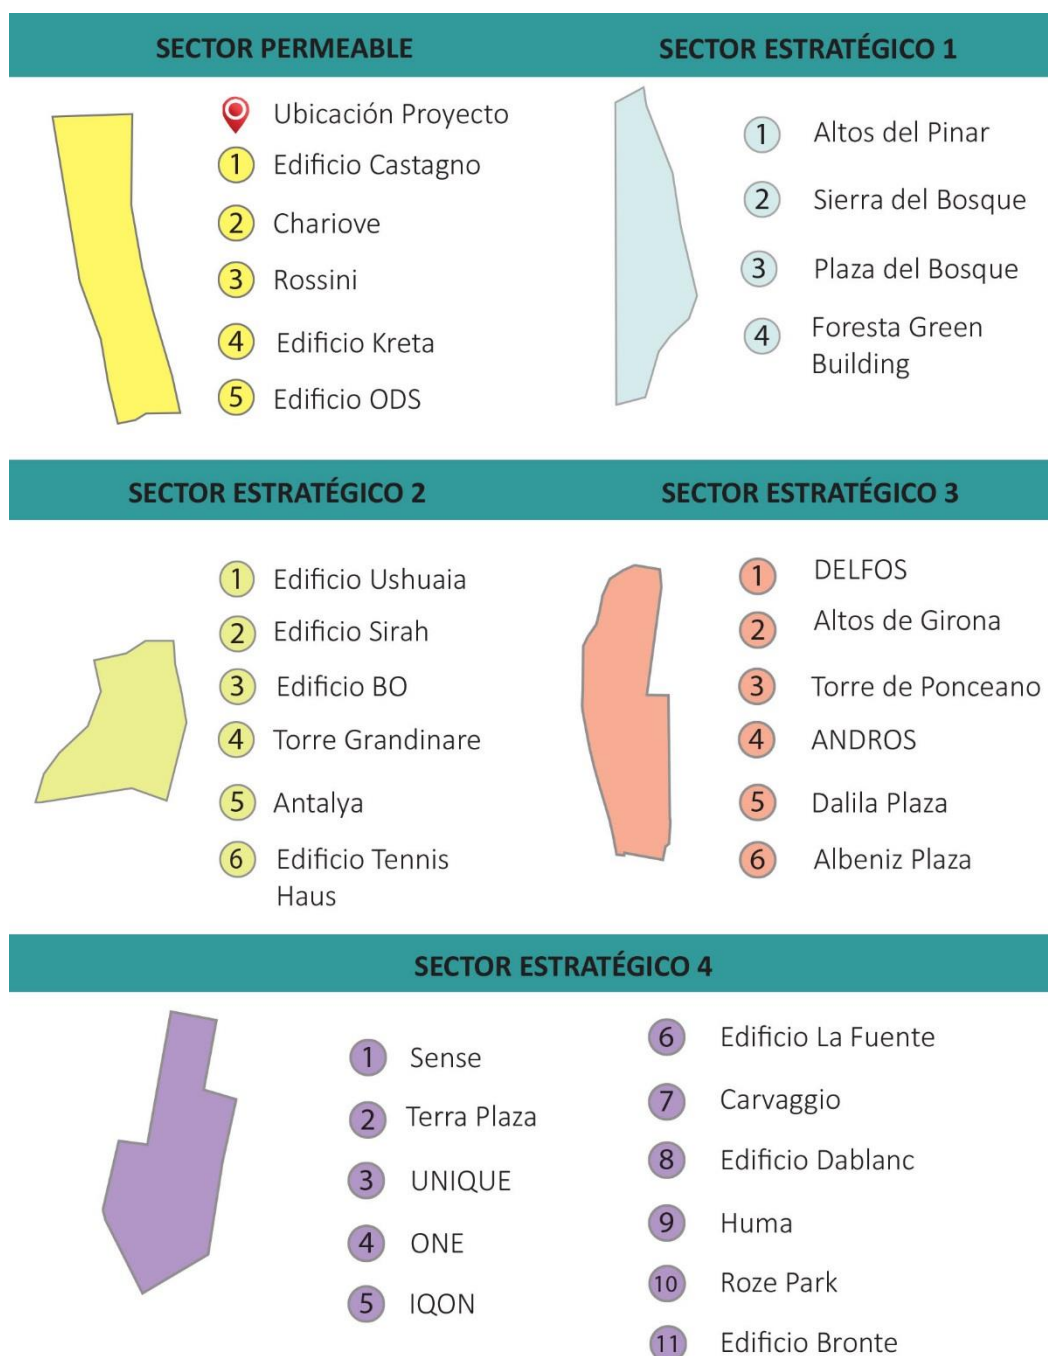 SECTOR PERMEABLE
Ubicación Proyecto
1 Edificio Castagno
2 Chariove
3 Rossini
4 Edificio Kreta
5 Edificio ODS
SECTOR ESTRATÉGICO 1
1 Altos del Pinar
2 Sierra del Bosque
3 Plaza del Bosque
4 Foresta Green
Building
SECTOR ESTRATÉGICO 2
1 Edificio Ushuaia
2 Edificio Sirah
3 Edificio BO
4 Torre Grandinare
5 Antalya
6 Edificio Tennis
Haus
SECTOR ESTRATÉGICO 3
1 DELFOS
2 Altos de Girona
3 Torre de Ponceano
4 ANDROS
5 Dalila Plaza
6 Albeniz Plaza
SECTOR ESTRATÉGICO 4
1 Sense
2 Terra Plaza
3 UNIQUE
4 ONE
5 IQON
6 Edificio La Fuente
7 Carvaggio
8 Edificio Dablanc
9 Huma
10 Roze Park
11 Edificio Bronte